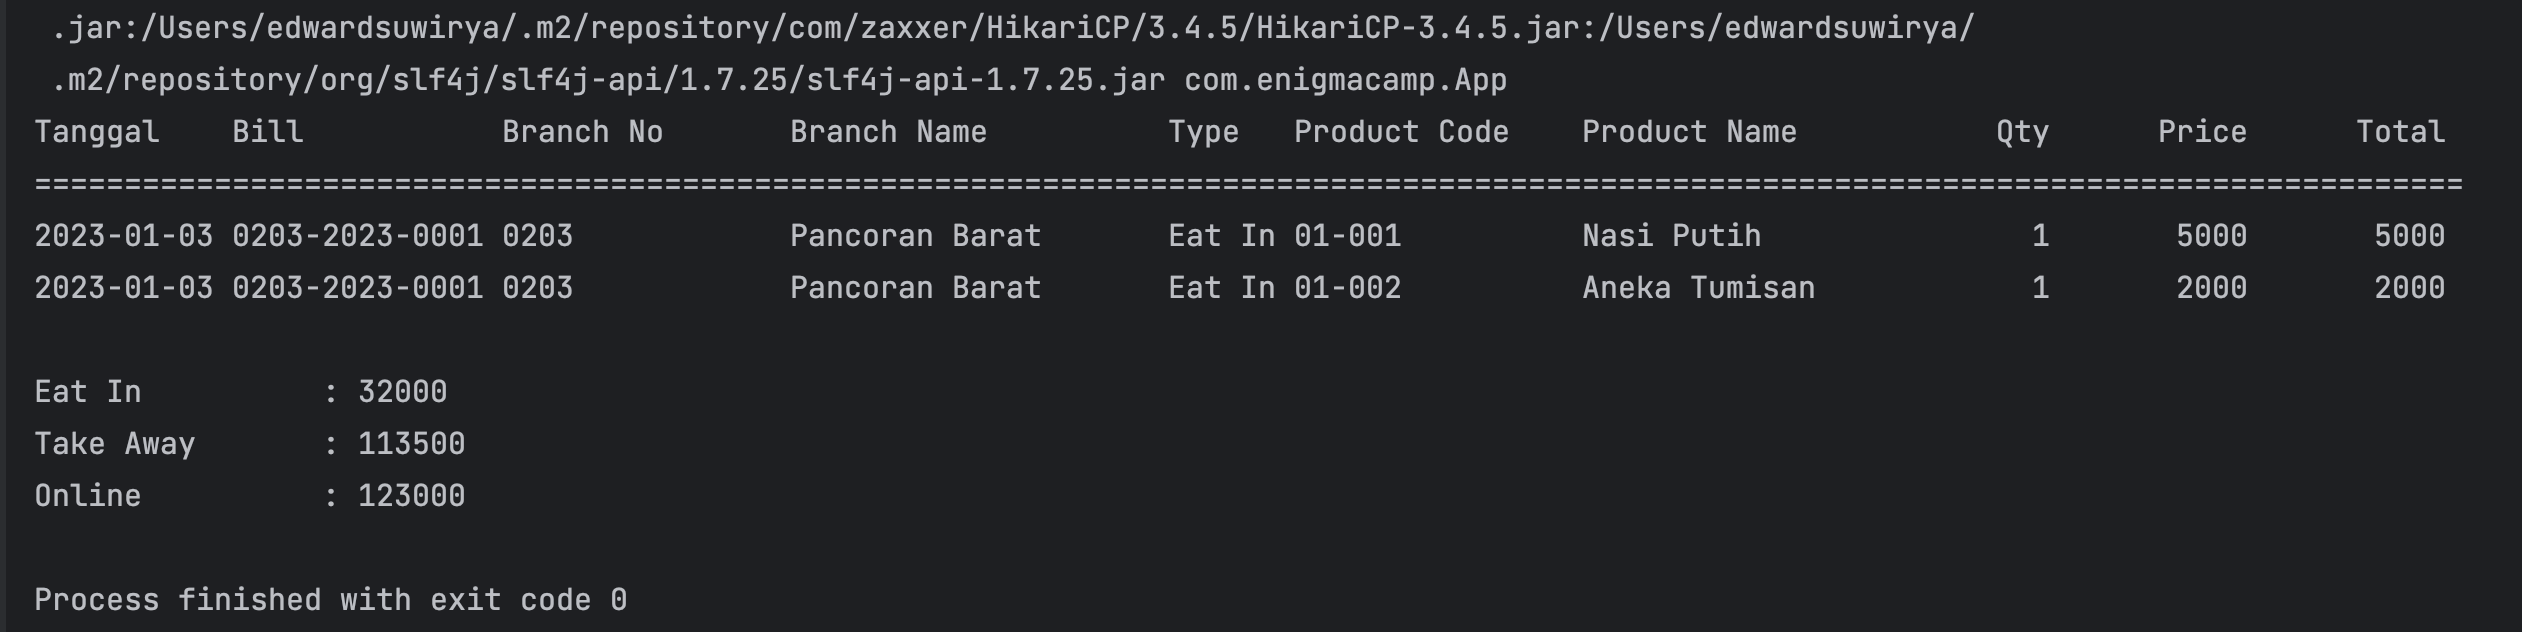 .jar:/Users/edwardsuwirya/.m2/repository/com/zaxxer/HikariCP/3.4.5/HikariCP-3.4.5.jar:/Users/edwardsuwirya/
.m2/repository/org/slf4j/slf4j-api/1.7.25/slf4j-api-1.7.25.jar com.enigmacamp.App
Tanggal    Bill           Branch No       Branch Name          Type   Product Code    Product Name           Qty      Price      Total
=======================================================================================================================================
2023-01-03 0203-2023-0001 0203            Pancoran Barat       Eat In 01-001          Nasi Putih               1       5000       5000
2023-01-03 0203-2023-0001 0203            Pancoran Barat       Eat In 01-002          Aneka Tumisan            1       2000       2000
Eat In          : 32000
Take Away       : 113500
Online          : 123000
Process finished with exit code 0